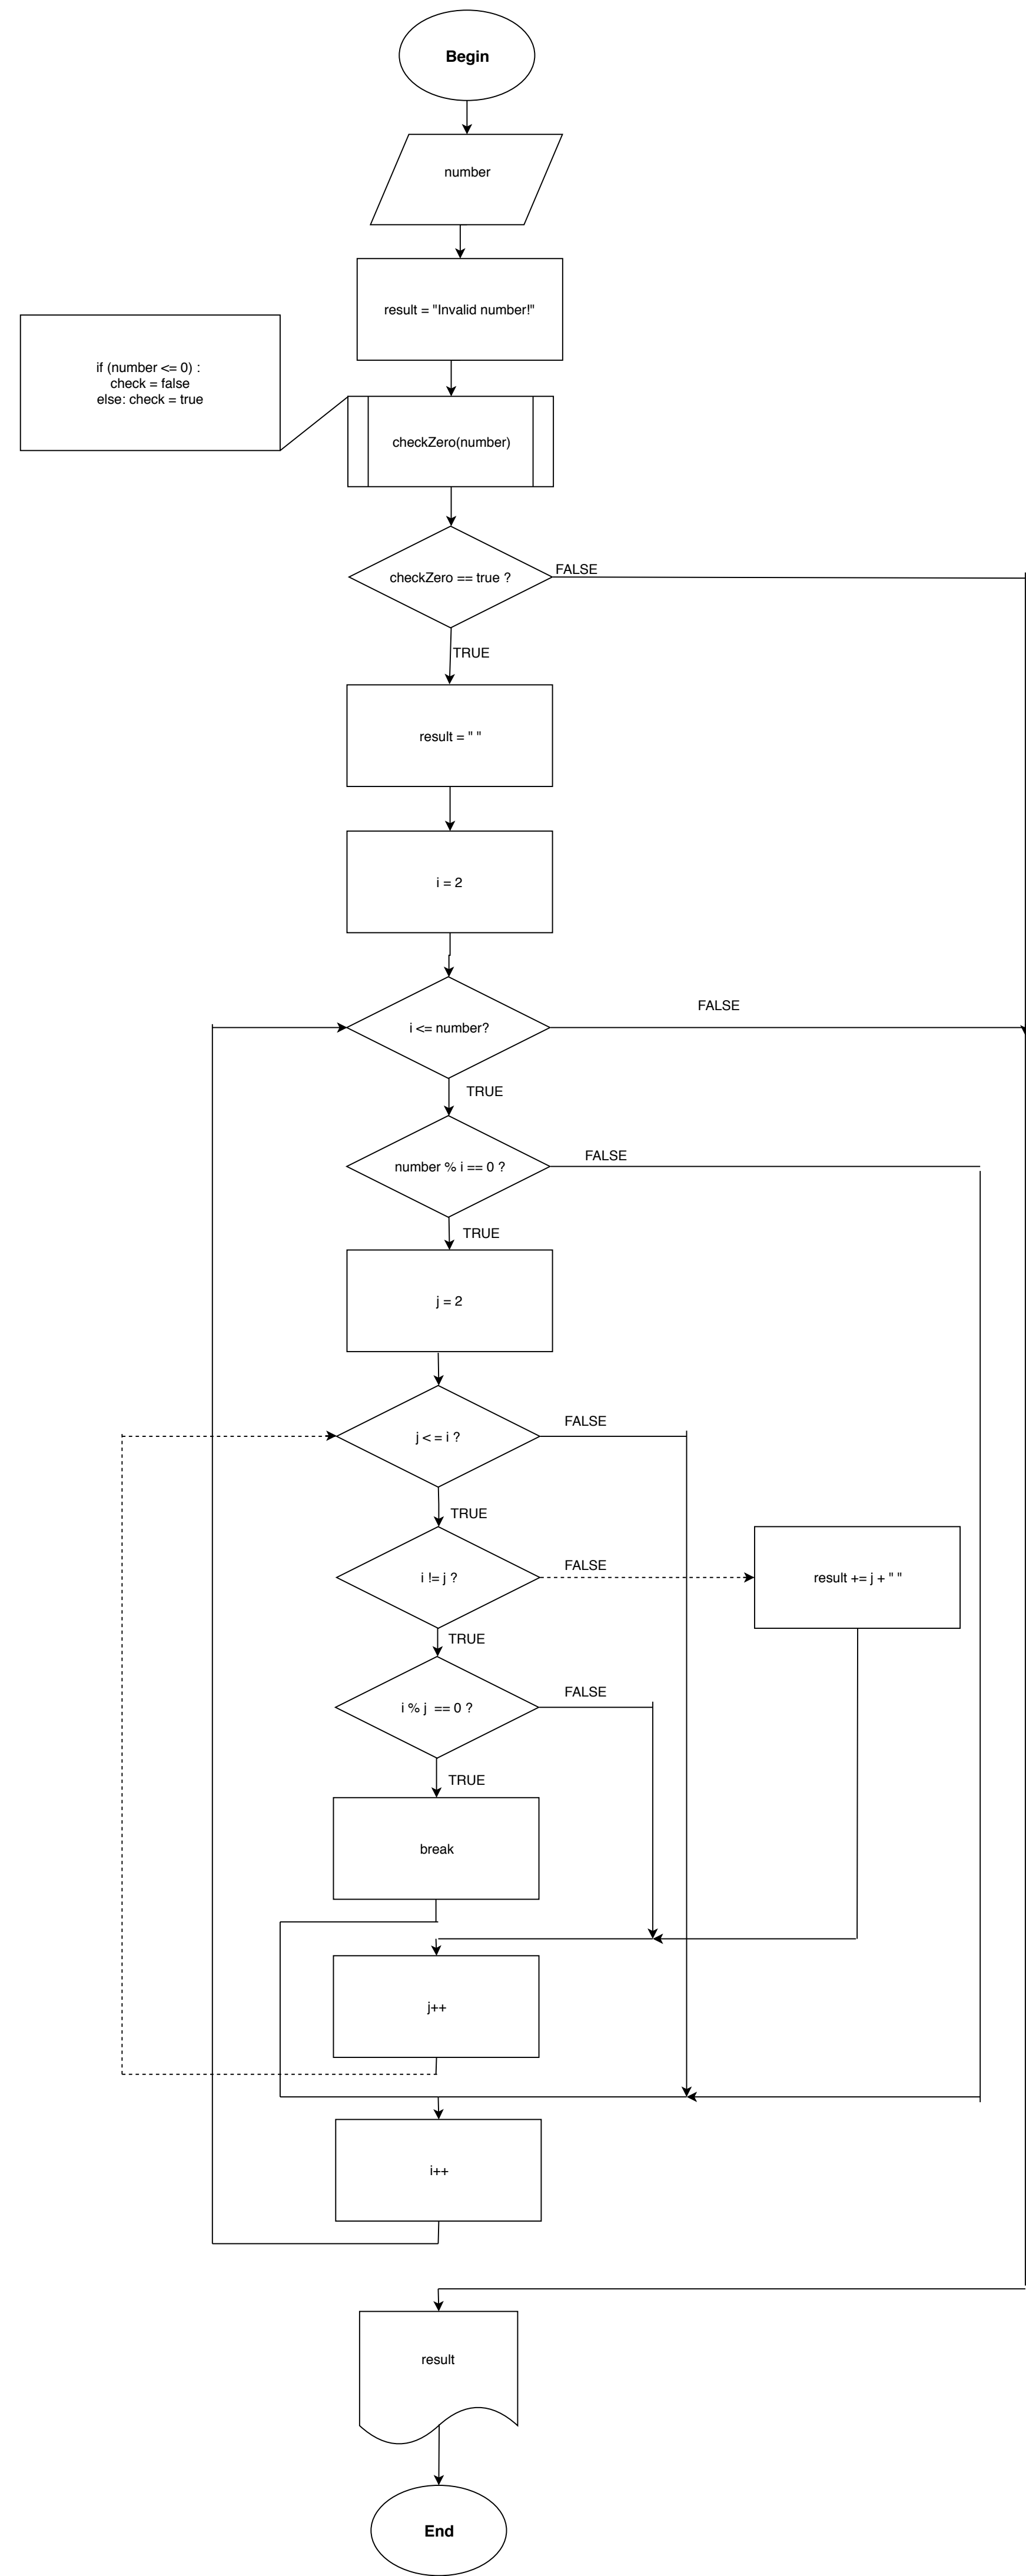 Begin
number
result = "Invalid number!"
if (number <= 0) :
check = false
else: check = true
checkZero(number)
checkZero == true ?
FALSE
TRUE
result = " "
i = 2
i <= number?
FALSE
TRUE
number % i == 0 ?
FALSE
TRUE
j = 2
j < = i ?
FALSE
TRUE
i != j ?
FALSE
result += j + " "
TRUE
i % j == 0 ?
FALSE
TRUE
break
j++
i++
result
End